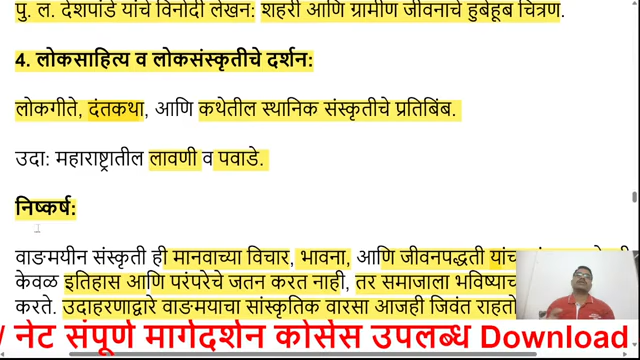 पु. ल. देशपांडे यांचे विनोदी लेखन: शहरी आणि ग्रामीण जीवनाचे हुबेहूब चित्रण.
4. लोकसाहित्य व लोकसंस्कृतीचे दर्शन:
लोकगीते, दंतकथा, आणि कथेतील स्थानिक संस्कृतीचे प्रतिबिंब.
उदा: महाराष्ट्रातील लावणी व पवाडे.
निष्कर्ष:
वाङमयीन संस्कृती ही मानवाच्या विचार, भावना, आणि जीवनपद्धती यांच
केवळ इतिहास आणि परंपरेचे जतन करत नाही, तर समाजाला भविष्याच
करते. उदाहरणाद्वारे वाङमयाचा सांस्कृतिक वारसा आजही जिवंत राहतो
/ नेट संपूर्ण मार्गदर्शन कोर्सेस उपलब्ध Download